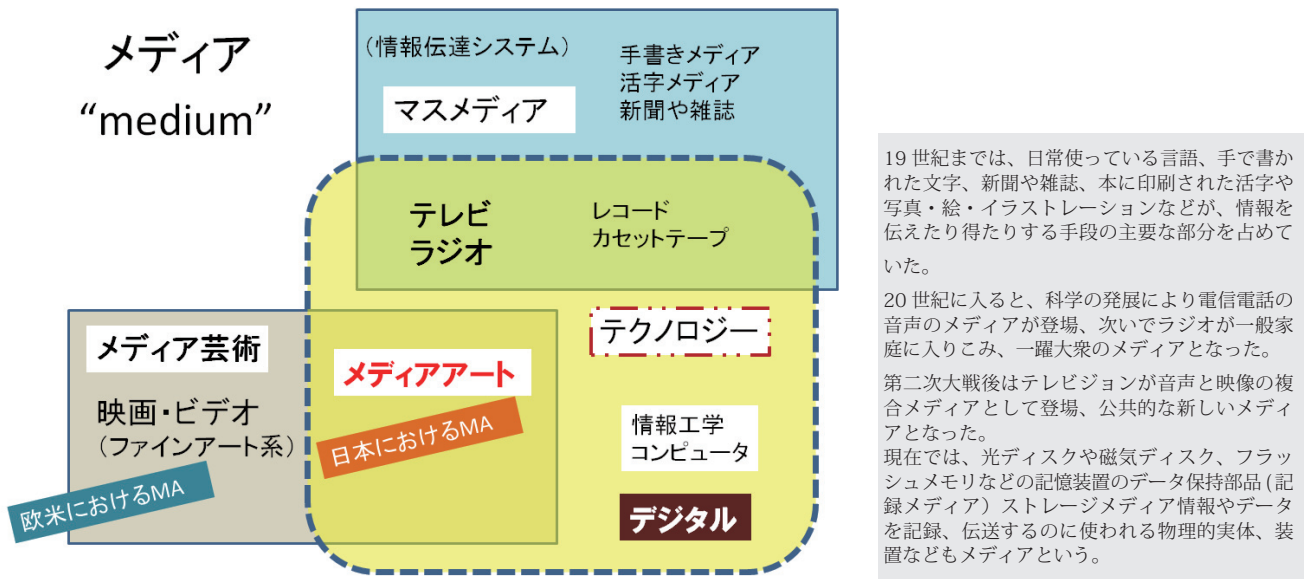 メディア
“medium”
(情報伝達システム)
マスメディア
手書きメディア
活字メディア
新聞や雑誌
テレビ
ラジオ
レコード
カセットテープ
メディア芸術
映画・ビデオ
(ファインアート系)
欧米におけるMA
メディアアート
日本におけるMA
テクノロジー
情報工学
コンピュータ
デジタル
19 世紀までは、日常使っている言語、手で書か
れた文字、新聞や雑誌、本に印刷された活字や
写真・絵・イラストレーションなどが、情報を
伝えたり得たりする手段の主要な部分を占めて
いた。
20 世紀に入ると、科学の発展により電信電話の
音声のメディアが登場、次いでラジオが一般家
庭に入りこみ、一躍大衆のメディアとなった。
第二次大戦後はテレビジョンが音声と映像の複
合メディアとして登場、公共的な新しいメディ
アとなった。
現在では、光ディスクや磁気ディスク、フラッ
シュメモリなどの記憶装置のデータ保持部品 (記
録メディア）ストレージメディア情報やデータ
を記録、伝送するのに使われる物理的実体、装
置などもメディアという。